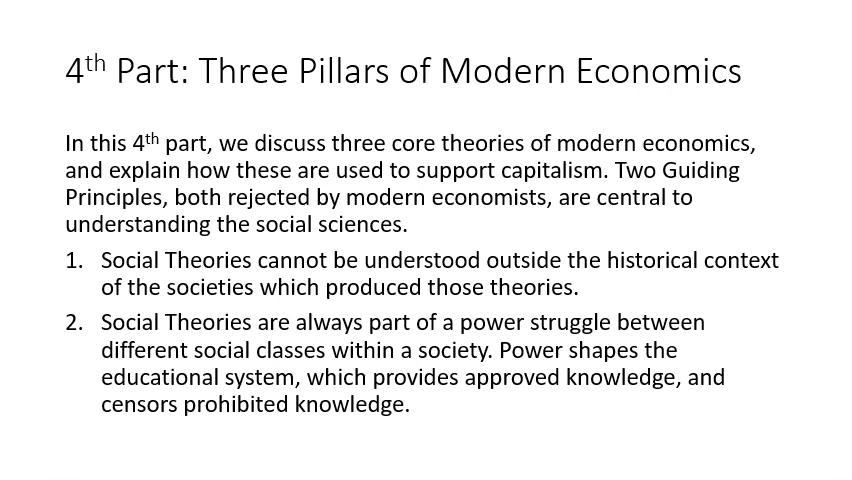 4th Part: Three Pillars of Modern Economics
In this 4th part, we discuss three core theories of modern economics,
and explain how these are used to support capitalism. Two Guiding
Principles, both rejected by modern economists, are central to
understanding the social sciences.
1. Social Theories cannot be understood outside the historical context
of the societies which produced those theories.
2. Social Theories are always part of a power struggle between
different social classes within a society. Power shapes the
educational system, which provides approved knowledge, and
censors prohibited knowledge.